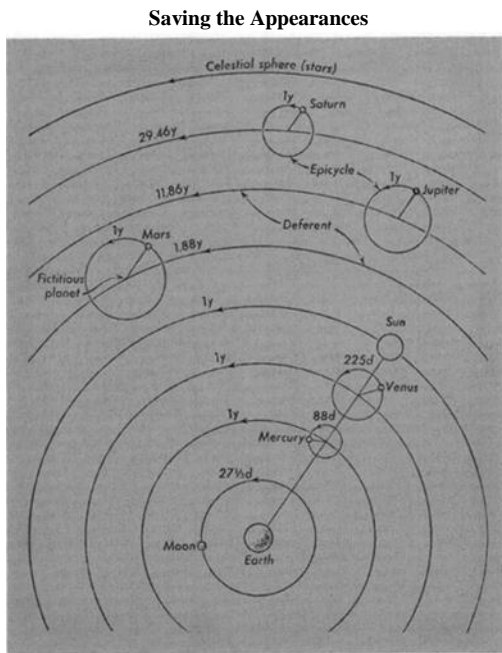 Saving the Appearances
Celestial sphere (stars)
1y
Saturn
29.46y
Epicycle
1y
Jupiter
11.86y
Deferent
1y
Mars
1.88y
Fictitious
planet
1y
Sun
1y
225d
Venus
1y
88d
Mercury
27⅓d
Moon
Earth